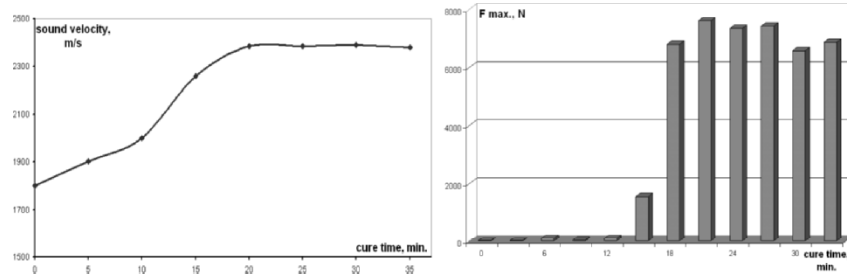 2500
sound velocity,
m/s
2300
2100
1900
1700
1500
0 5 10 15 20 25 30 35
cure time, min.
F max., N
8000
6000
4000
2000
0
0 6 12 18 24 30
cure time,
min.